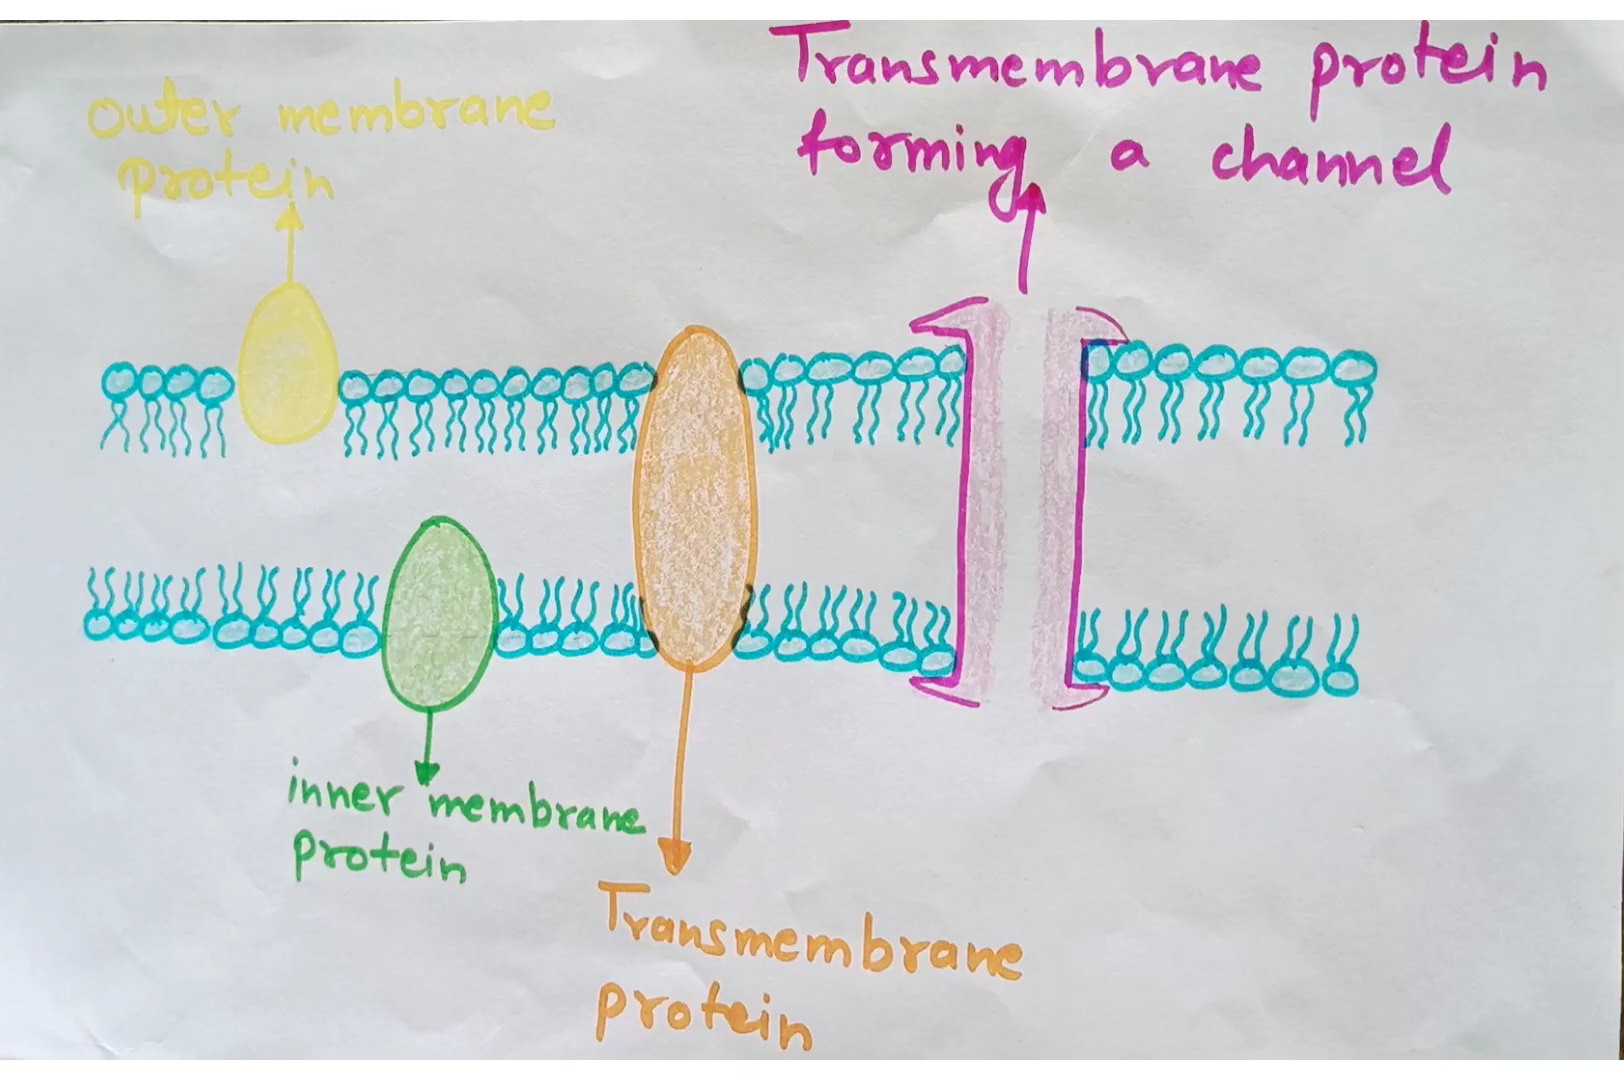 Outer membrane
protein
Transmembrane protein
forming a channel
inner membrane
protein
Transmembrane
protein